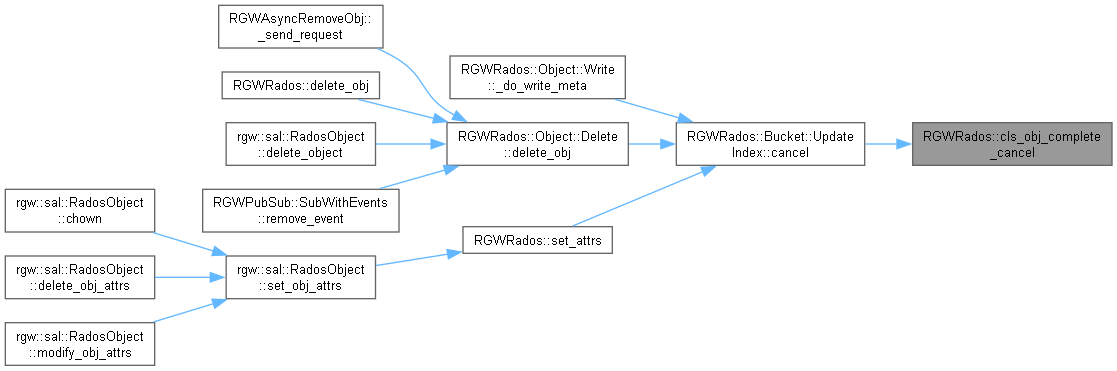 RGWAsyncRemoveObj::
_send_request
RGWRados::delete_obj
rgw::sal::RadosObject
::delete_object
RGWPubSub::SubWithEvents
::remove_event
rgw::sal::RadosObject
::chown
rgw::sal::RadosObject
::delete_obj_attrs
rgw::sal::RadosObject
::modify_obj_attrs
rgw::sal::RadosObject
::set_obj_attrs
RGWRados::Object::Write
::_do_write_meta
RGWRados::Object::Delete
::delete_obj
RGWRados::set_attrs
RGWRados::Bucket::Update
Index::cancel
RGWRados::cls_obj_complete
_cancel